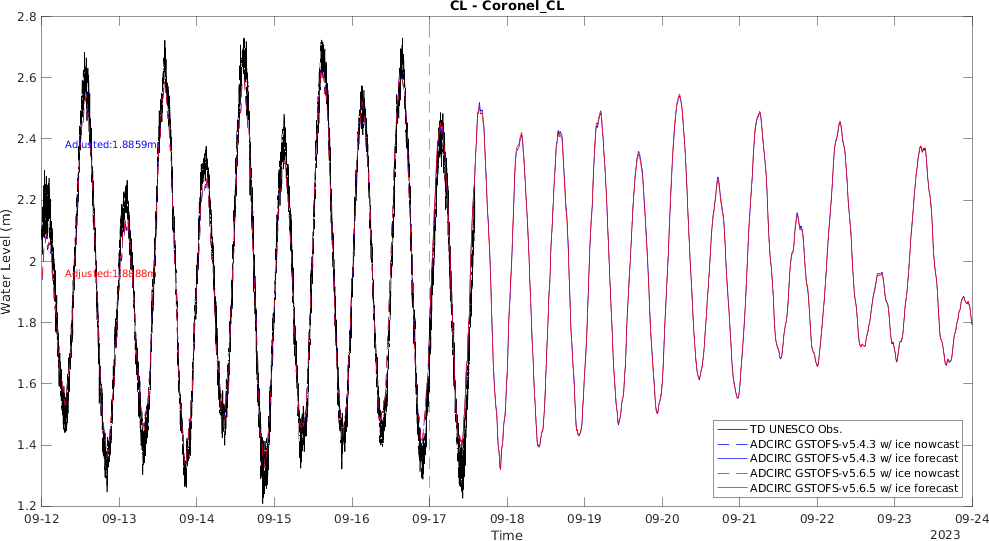 CL - Coronel_CL
2.8
2.6
2.4
2.2
2
1.8
1.6
1.4
1.2
Water Level (m)
Adjusted:1.8859m
Adjusted:1.8888m
TD UNESCO Obs.
ADCIRC GSTOFS-v5.4.3 w/ ice nowcast
ADCIRC GSTOFS-v5.4.3 w/ ice forecast
ADCIRC GSTOFS-v5.6.5 w/ ice nowcast
ADCIRC GSTOFS-v5.6.5 w/ ice forecast
09-12 09-13 09-14 09-15 09-16 09-17 09-18 09-19 09-20 09-21 09-22 09-23 09-24
Time
2023